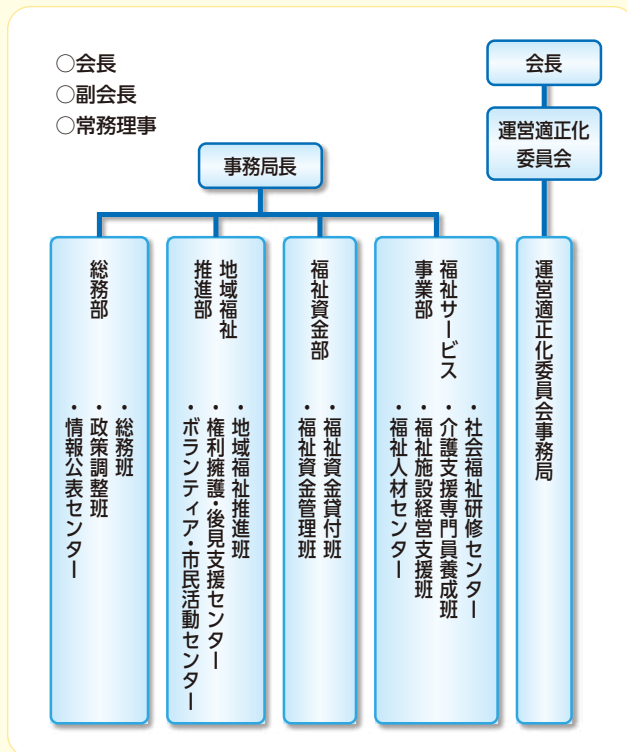 ○会長
○副会長
○常務理事
会長
運営適正化
委員会
事務局長
総務部
・総務班
・政策調整班
・情報公表センター
地域福祉
推進部
・地域福祉推進班
・権利擁護・後見支援センター
・ボランティア・市民活動センター
福祉資金部
・福祉資金貸付班
・福祉資金管理班
福祉サービス
事業部
・社会福祉研修センター
・介護支援専門員養成班
・福祉施設経営支援班
・福祉人材センター
運営適正化委員会事務局